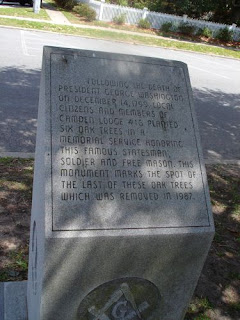 FOLLOWING THE DEATH OF
PRESIDENT GEORGE WASHINGTON
ON DECEMBER 14, 1799, LOCAL
CITIZENS AND MEMBERS OF
CAMDEN LODGE #16 PLANTED
SIX OAK TREES IN A
MEMORIAL SERVICE HONORING
THIS FAMOUS STATESMAN,
SOLDIER AND FREE MASON. THIS
MONUMENT MARKS THE SPOT OF
THE LAST OF THESE OAK TREES
WHICH WAS REMOVED IN 1987.
G